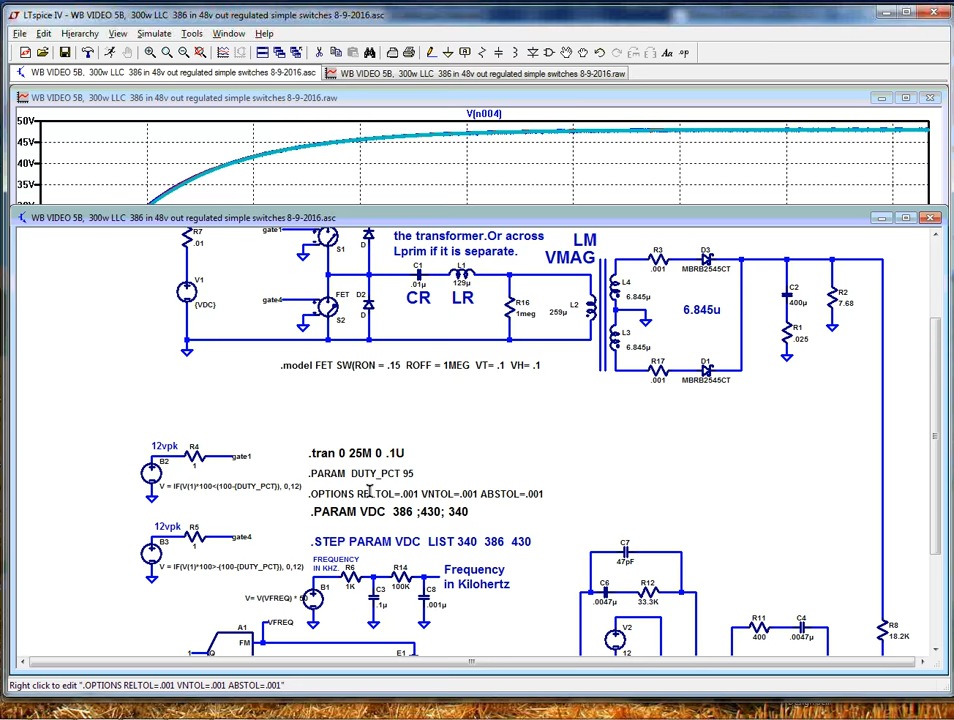 LTspice IV - WB VIDEO 5B,  300w LLC  386 in 48v out regulated simple switches 8-9-2016.asc
File Edit Hierarchy View Simulate Tools Window Help
WB VIDEO 5B,  300w LLC  386 in 48v out regulated simple switches 8-9-2016.asc
WB VIDEO 5B,  300w LLC  386 in 48v out regulated simple switches 8-9-2016.raw
WB VIDEO 5B,  300w LLC  386 in 48v out regulated simple switches 8-9-2016.raw
V(n004)
50V
45V
40V
35V
WB VIDEO 5B,  300w LLC  386 in 48v out regulated simple switches 8-9-2016.asc
R7
.01
gate1
S1
D
the transformer.Or across
Lprim if it is separate.
LM
VMAG
V1
{VDC}
gate4
FET
S2
D2
D
C1
.01µ
CR
L1
129µ
LR
R16
1meg
L2
259µ
L4
6.845µ
L3
6.845µ
6.845u
R3
.001
D3
MBRB2545CT
R17
.001
D1
MBRB2545CT
C2
400µ
R1
.025
R2
7.68
.model FET SW(RON = .15  ROFF = 1MEG  VT= .1  VH= .1
12vpk
R4
1
gate1
B2
V = IF(V(1)*100<(100-{DUTY_PCT}), 0,12)
.tran 0 25M 0 .1U
.PARAM  DUTY_PCT 95
.OPTIONS RELTOL=.001 VNTOL=.001 ABSTOL=.001
.PARAM VDC  386 ;430; 340
12vpk
R5
1
gate4
B3
V = IF(V(1)*100>-(100-{DUTY_PCT}), 0,12)
.STEP PARAM VDC  LIST 340  386  430
FREQUENCY
IN KHZ.
R6
1K
R14
100K
Frequency
in Kilohertz
B1
C3
.1µ
C8
.001µ
VFREQ
A1
FM
Q
E1
C7
47pF
C6
.0047µ
R12
33.3K
V2
12
R11
400
C4
.0047µ
R8
18.2K
Right click to edit ".OPTIONS RELTOL=.001 VNTOL=.001 ABSTOL=.001"